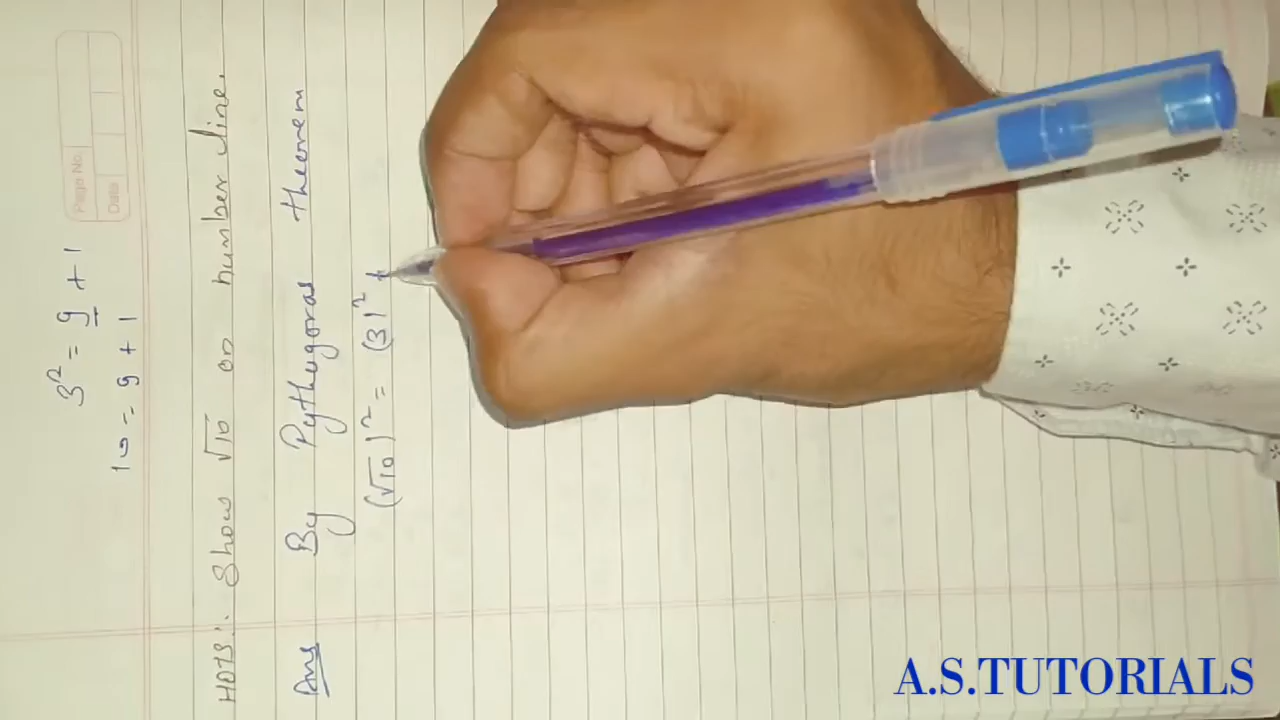 Page No
Date
3² = 9 + 1
10 = 9 + 1
HOTS:- Show √10 on number line.
Ans By Pythugoras theorem
(√10)² = (3)² +
A.S.TUTORIALS